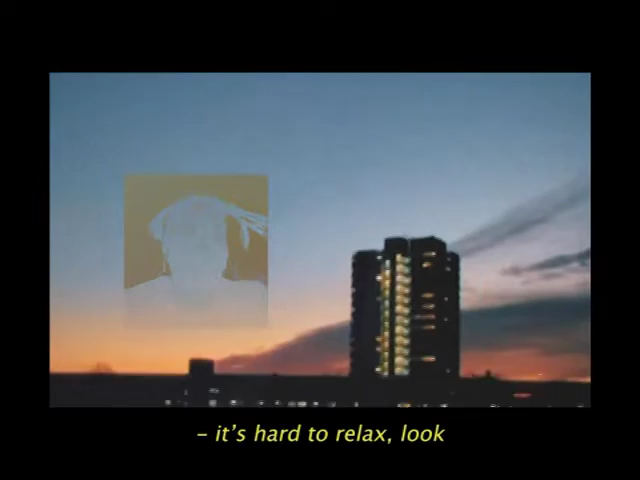 – it's hard to relax, look